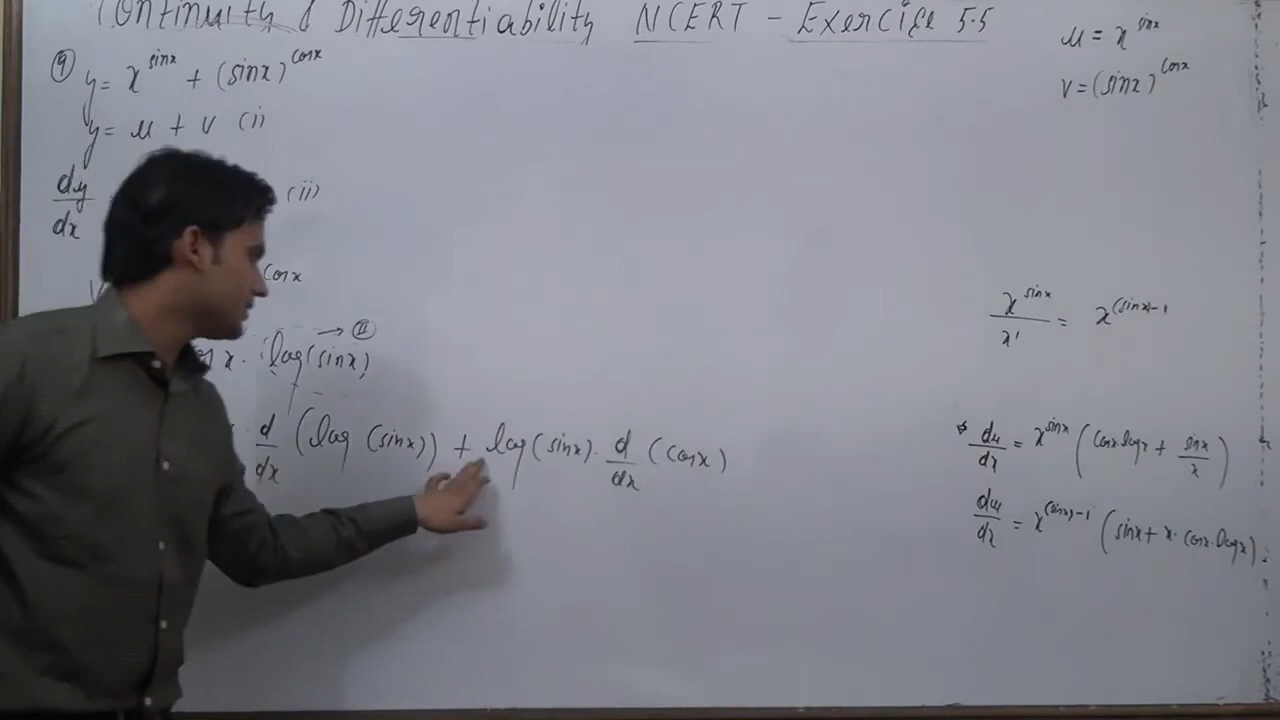 Continuity & Differentiability NCERT - Exercise 5.5
⑨ y = x^sinx + (sinx)^cosx
y = u + v (i)
dy/dx (ii)
cosx
x. log(sinx) → Ⅱ
d/dx (log (sinx)) + log(sinx). d/dx (cosx)
u = x^sinx
v = (sinx)^cosx
x^sinx / x' = x^(sinx)-1
* du/dx = x^sinx (cosx logx + sinx/x)
du/dx = x^(sinx)-1 (sinx + x. cosx. logx).